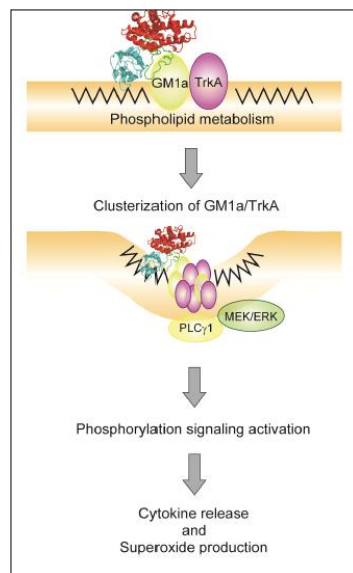 GM1a
TrkA
Phospholipid metabolism
Clusterization of GM1a/TrkA
PLCγ1
MEK/ERK
Phosphorylation signaling activation
Cytokine release
and
Superoxide production